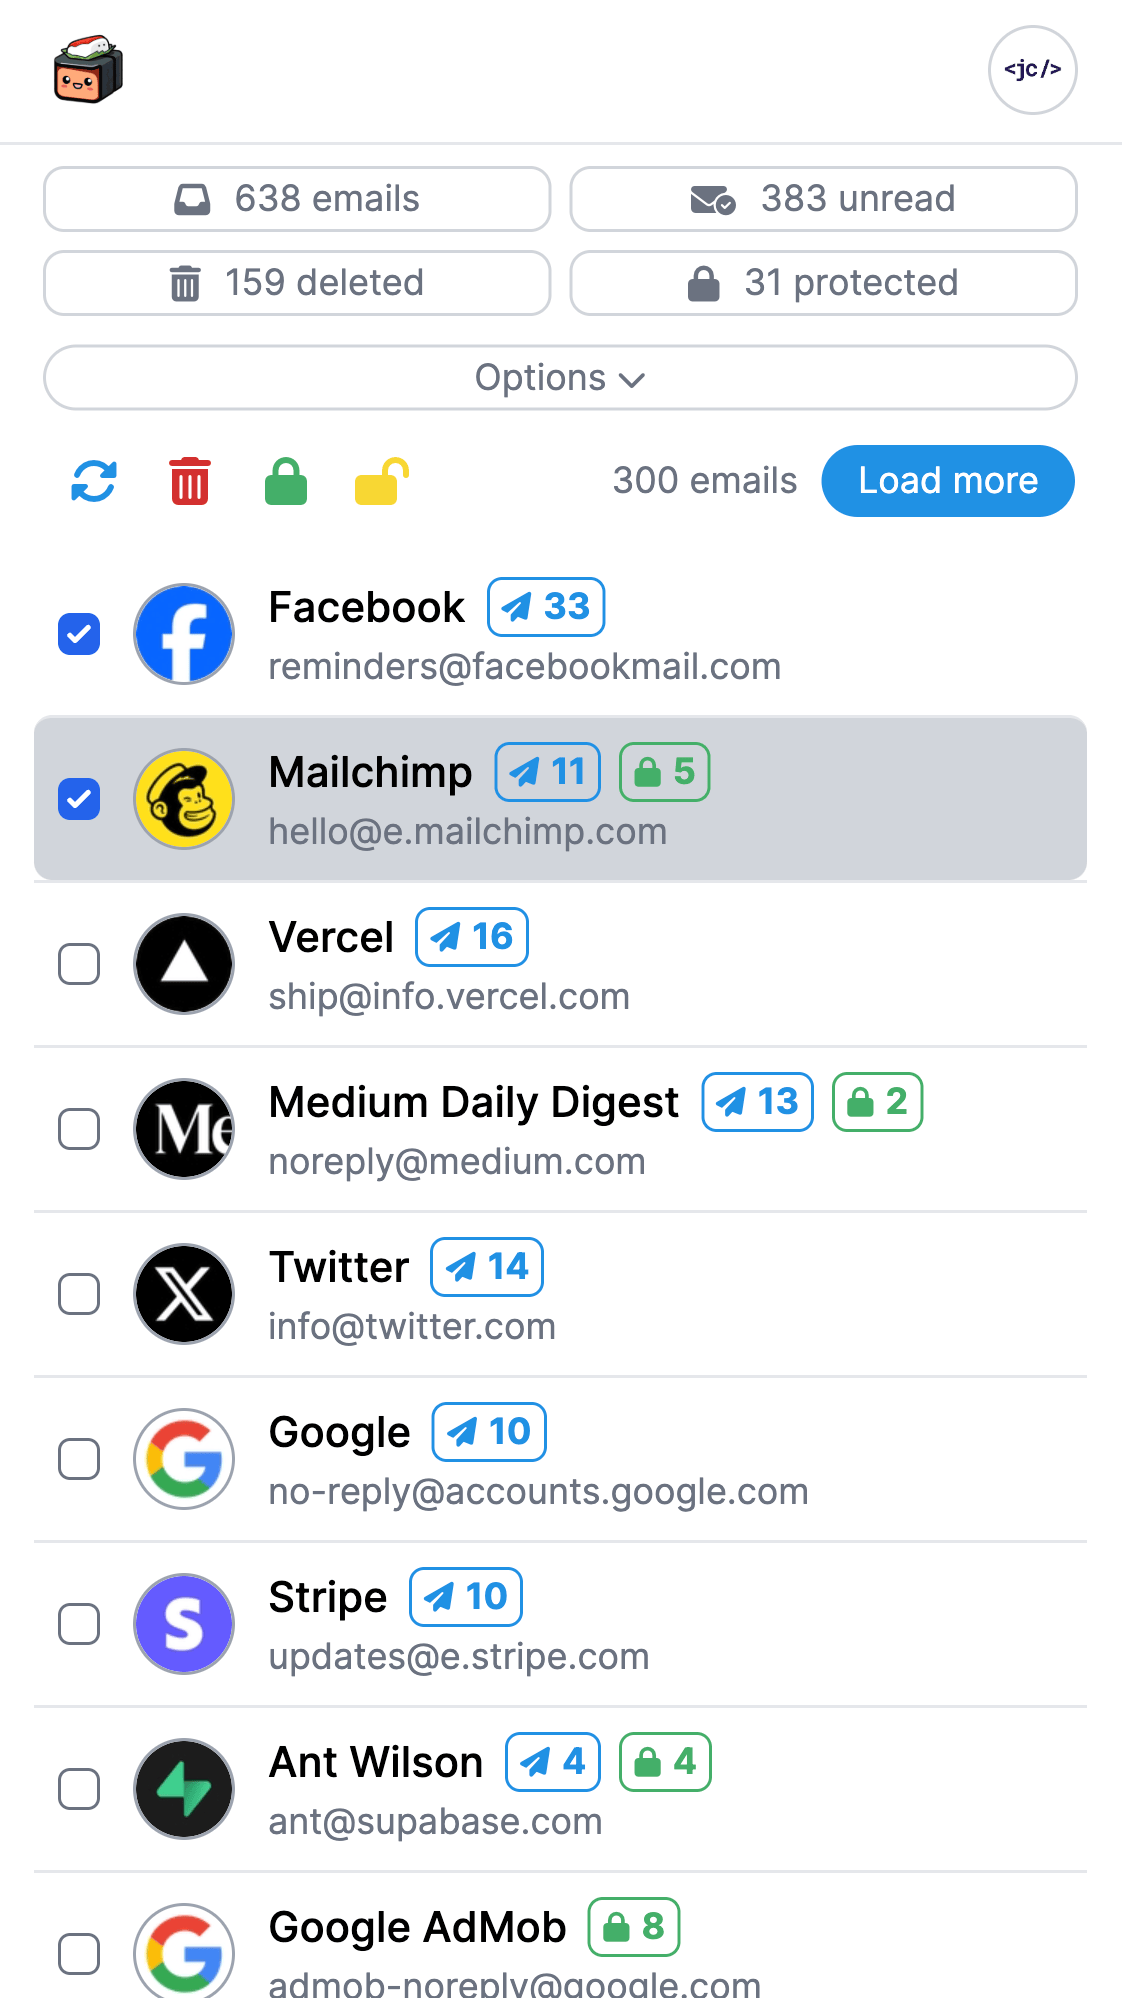 <jc/>
638 emails
383 unread
159 deleted
31 protected
Options
300 emails Load more
Facebook 33
reminders@facebookmail.com
Mailchimp 11 5
hello@e.mailchimp.com
Vercel 16
ship@info.vercel.com
Me
Medium Daily Digest 13 2
noreply@medium.com
Twitter 14
info@twitter.com
Google 10
no-reply@accounts.google.com
Stripe 10
updates@e.stripe.com
Ant Wilson 4 4
ant@supabase.com
Google AdMob 8
admob-noreply@google.com